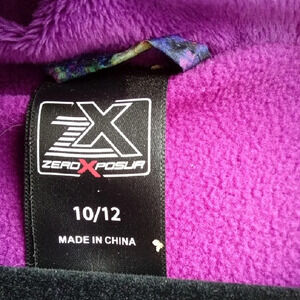 ZX
ZEROXPOSUR
10/12
MADE IN CHINA